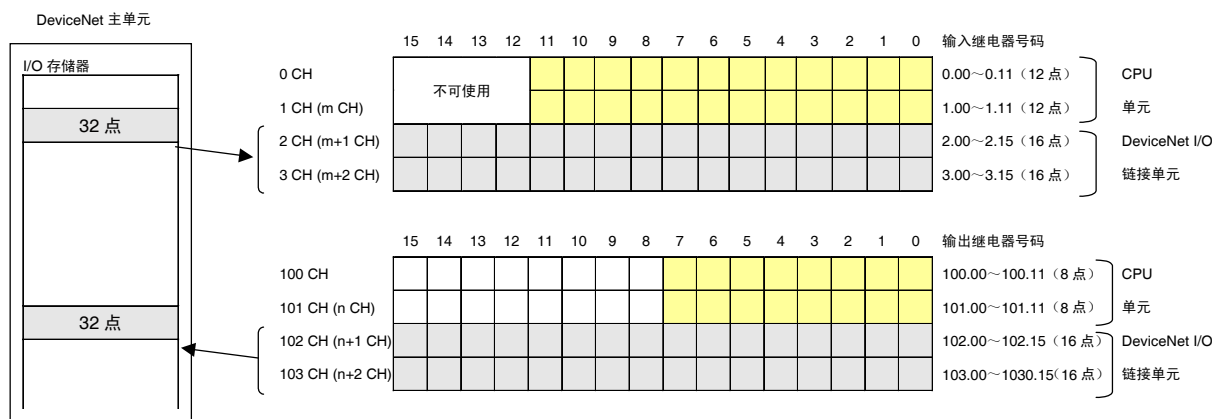 DeviceNet 主单元
I/O 存储器
32 点
32 点
15 14 13 12 11 10 9 8 7 6 5 4 3 2 1 0 输入继电器号码
0 CH 不可使用 0.00～0.11（12 点） CPU
1 CH (m CH) 1.00～1.11（12 点） 单元
2 CH (m+1 CH) 2.00～2.15（16 点） DeviceNet I/O
3 CH (m+2 CH) 3.00～3.15（16 点） 链接单元
15 14 13 12 11 10 9 8 7 6 5 4 3 2 1 0 输出继电器号码
100 CH 100.00～100.11（8 点） CPU
101 CH (n CH) 101.00～101.11（8 点） 单元
102 CH (n+1 CH) 102.00～102.15（16 点） DeviceNet I/O
103 CH (n+2 CH) 103.00～1030.15（16 点） 链接单元